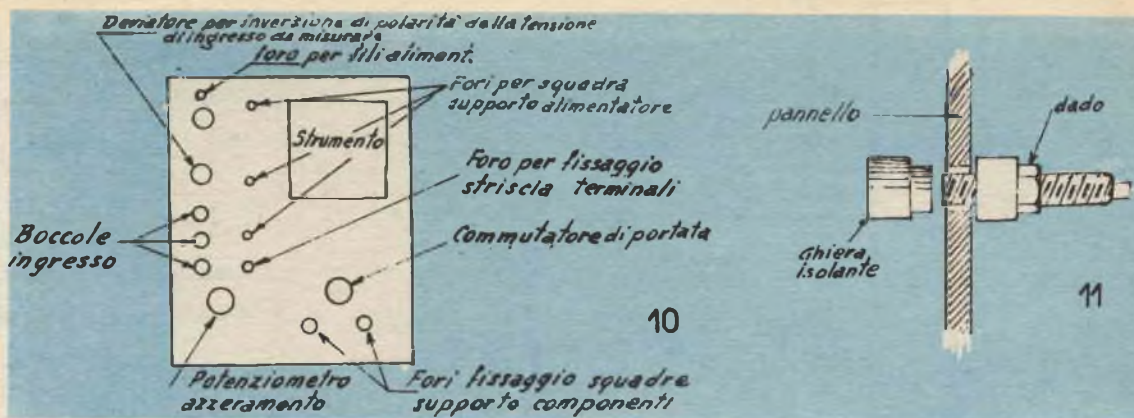 Deviatore per inversione di polarità della tensione
di ingresso da misurare
foro per fili aliment.
Fori per squadra
supporto alimentatore
Strumento
Foro per fissaggio
striscia terminali
Boccole
ingresso
Commutatore di portata
10
Potenziometro
azzeramento
Fori fissaggio squadre
supporto componenti
pannello
dado
Ghiera
isolante
11